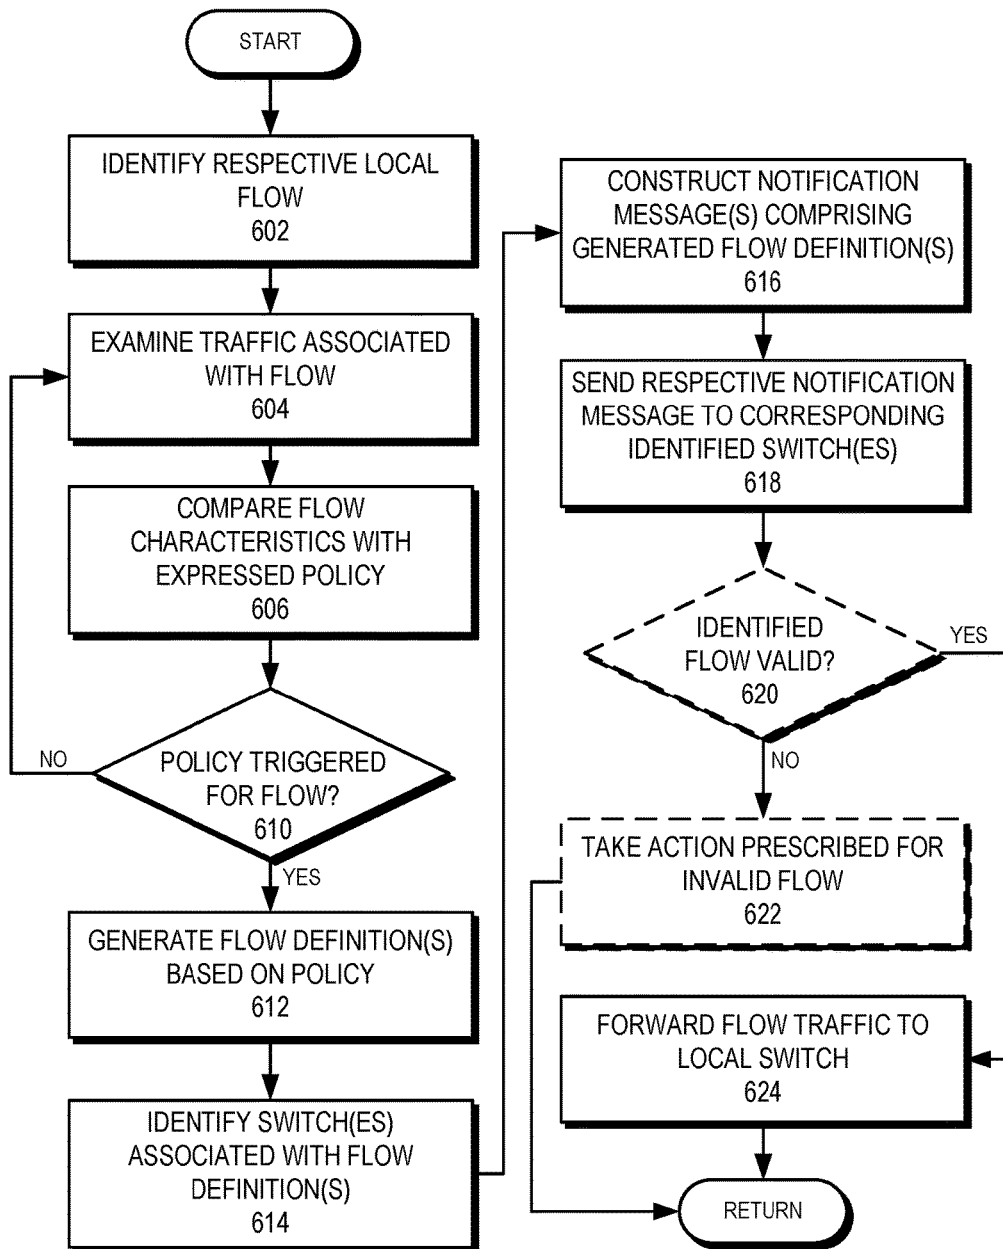 START
IDENTIFY RESPECTIVE LOCAL
FLOW
602
EXAMINE TRAFFIC ASSOCIATED
WITH FLOW
604
COMPARE FLOW
CHARACTERISTICS WITH
EXPRESSED POLICY
606
NO
POLICY TRIGGERED
FOR FLOW?
610
YES
GENERATE FLOW DEFINITION(S)
BASED ON POLICY
612
IDENTIFY SWITCH(ES)
ASSOCIATED WITH FLOW
DEFINITION(S)
614
CONSTRUCT NOTIFICATION
MESSAGE(S) COMPRISING
GENERATED FLOW DEFINITION(S)
616
SEND RESPECTIVE NOTIFICATION
MESSAGE TO CORRESPONDING
IDENTIFIED SWITCH(ES)
618
IDENTIFIED
FLOW VALID?
620
YES
NO
TAKE ACTION PRESCRIBED FOR
INVALID FLOW
622
FORWARD FLOW TRAFFIC TO
LOCAL SWITCH
624
RETURN